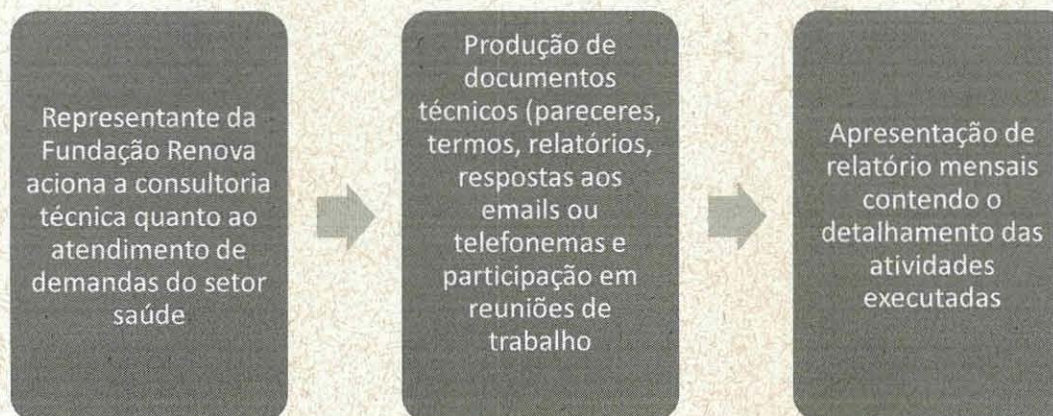 Representante da
Fundação Renova
aciona a consultoria
técnica quanto ao
atendimento de
demandas do setor
saúde
Produção de
documentos
técnicos (pareceres,
termos, relatórios,
respostas aos
emails ou
telefonemas e
participação em
reuniões de
trabalho
Apresentação de
relatório mensais
contendo o
detalhamento das
atividades
executadas